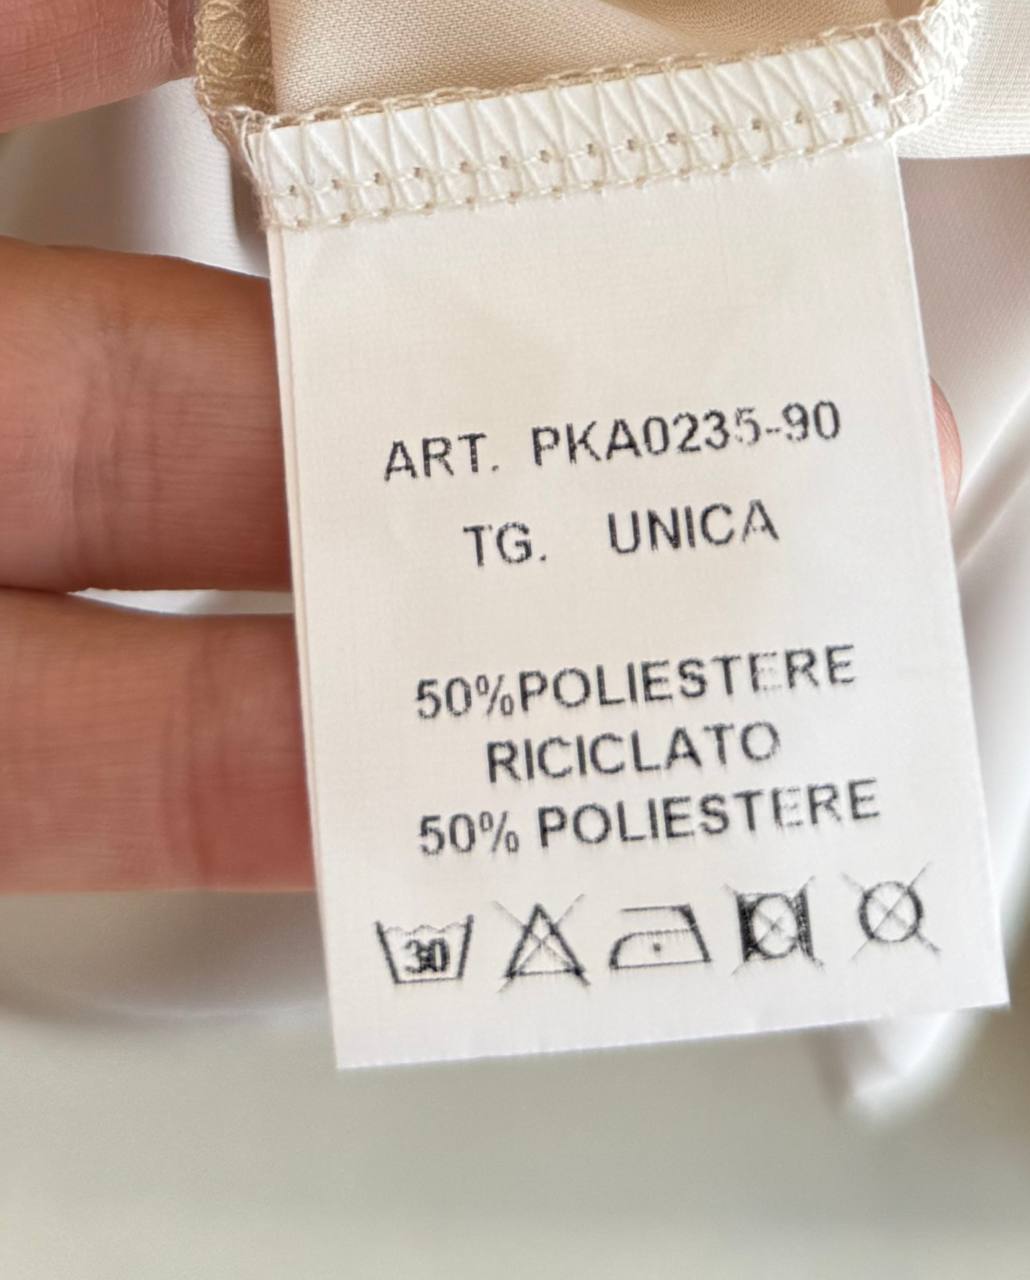 ART. PKA0235-90
TG. UNICA
50%POLIESTERE
RICICLATO
50% POLIESTERE
30